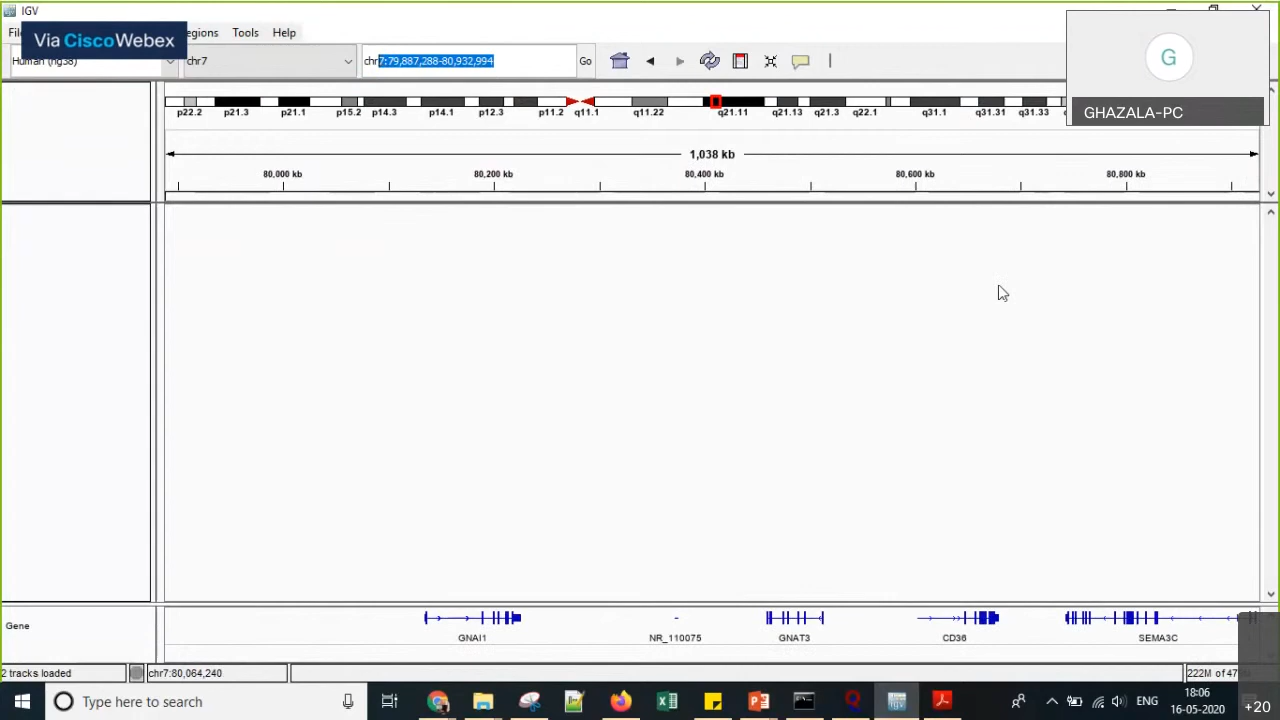 IGV
Via CiscoWebex
Fil
egions
Tools
Help
Human (hg38)
chr7
chr7:79,887,288-80,932,994
Go
G
GHAZALA-PC
p22.2
p21.3
p21.1
p15.2
p14.3
p14.1
p12.3
p11.2
q11.1
q11.22
q21.11
q21.13
q21.3
q22.1
q31.1
q31.31
q31.33
1,038 kb
80,000 kb
80,200 kb
80,400 kb
80,600 kb
80,800 kb
Gene
GNAI1
NR_110075
GNAT3
CD36
SEMA3C
2 tracks loaded
chr7:80,064,240
222M of 47
Type here to search
ENG
18:06
16-05-2020
+20